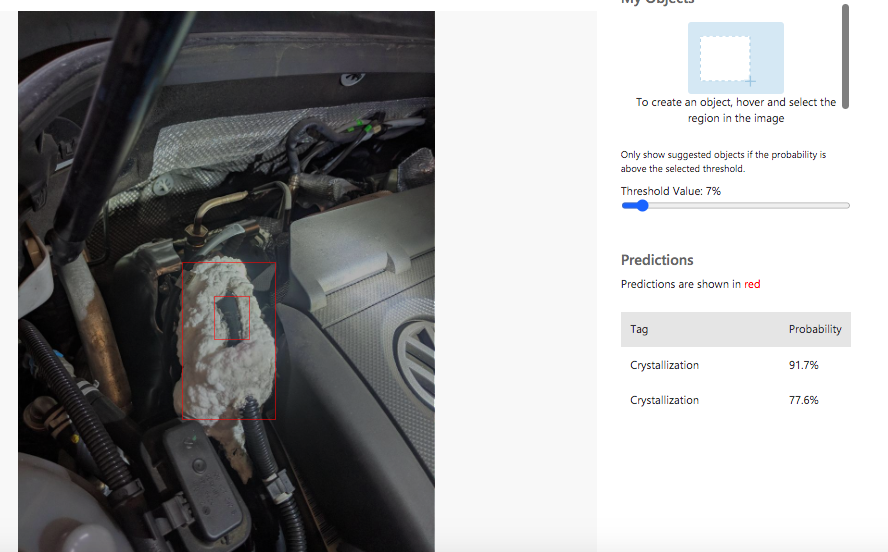 My Objects
To create an object, hover and select the
region in the image
Only show suggested objects if the probability is
above the selected threshold.
Threshold Value: 7%
Predictions
Predictions are shown in red
Tag Probability
Crystallization 91.7%
Crystallization 77.6%